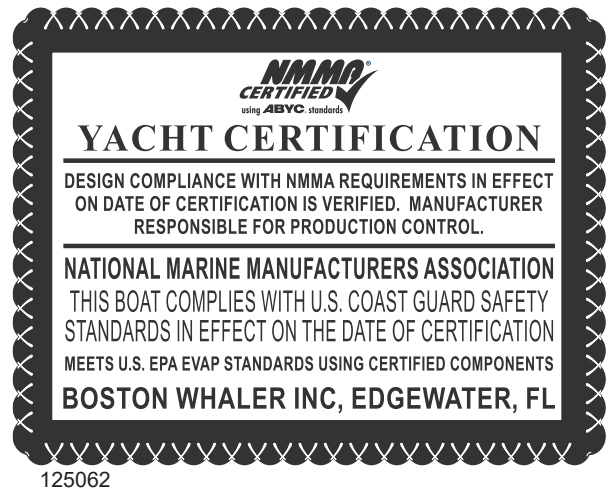 NMMA®
CERTIFIED
using ABYC. standards
YACHT CERTIFICATION
DESIGN COMPLIANCE WITH NMMA REQUIREMENTS IN EFFECT
ON DATE OF CERTIFICATION IS VERIFIED. MANUFACTURER
RESPONSIBLE FOR PRODUCTION CONTROL.
NATIONAL MARINE MANUFACTURERS ASSOCIATION
THIS BOAT COMPLIES WITH U.S. COAST GUARD SAFETY
STANDARDS IN EFFECT ON THE DATE OF CERTIFICATION
MEETS U.S. EPA EVAP STANDARDS USING CERTIFIED COMPONENTS
BOSTON WHALER INC, EDGEWATER, FL
125062